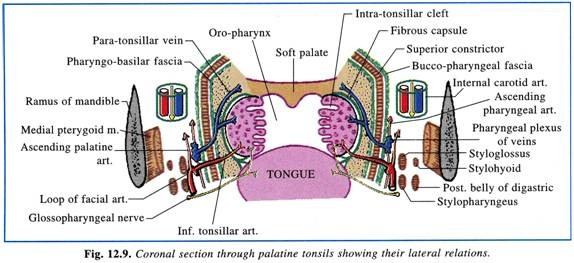 Para-tonsillar vein
Pharyngo-basilar fascia
Ramus of mandible
Medial pterygoid m.
Ascending palatine
art.
Loop of facial art.
Glossopharyngeal nerve
Oro-pharynx
Soft palate
TONGUE
Inf. tonsillar art.
Intra-tonsillar cleft
Fibrous capsule
Superior constrictor
Bucco-pharyngeal fascia
Internal carotid art.
Ascending
pharyngeal art.
Pharyngeal plexus
of veins
Styloglossus
Stylohyoid
Post. belly of digastric
Stylopharyngeus
Fig. 12.9. Coronal section through palatine tonsils showing their lateral relations.